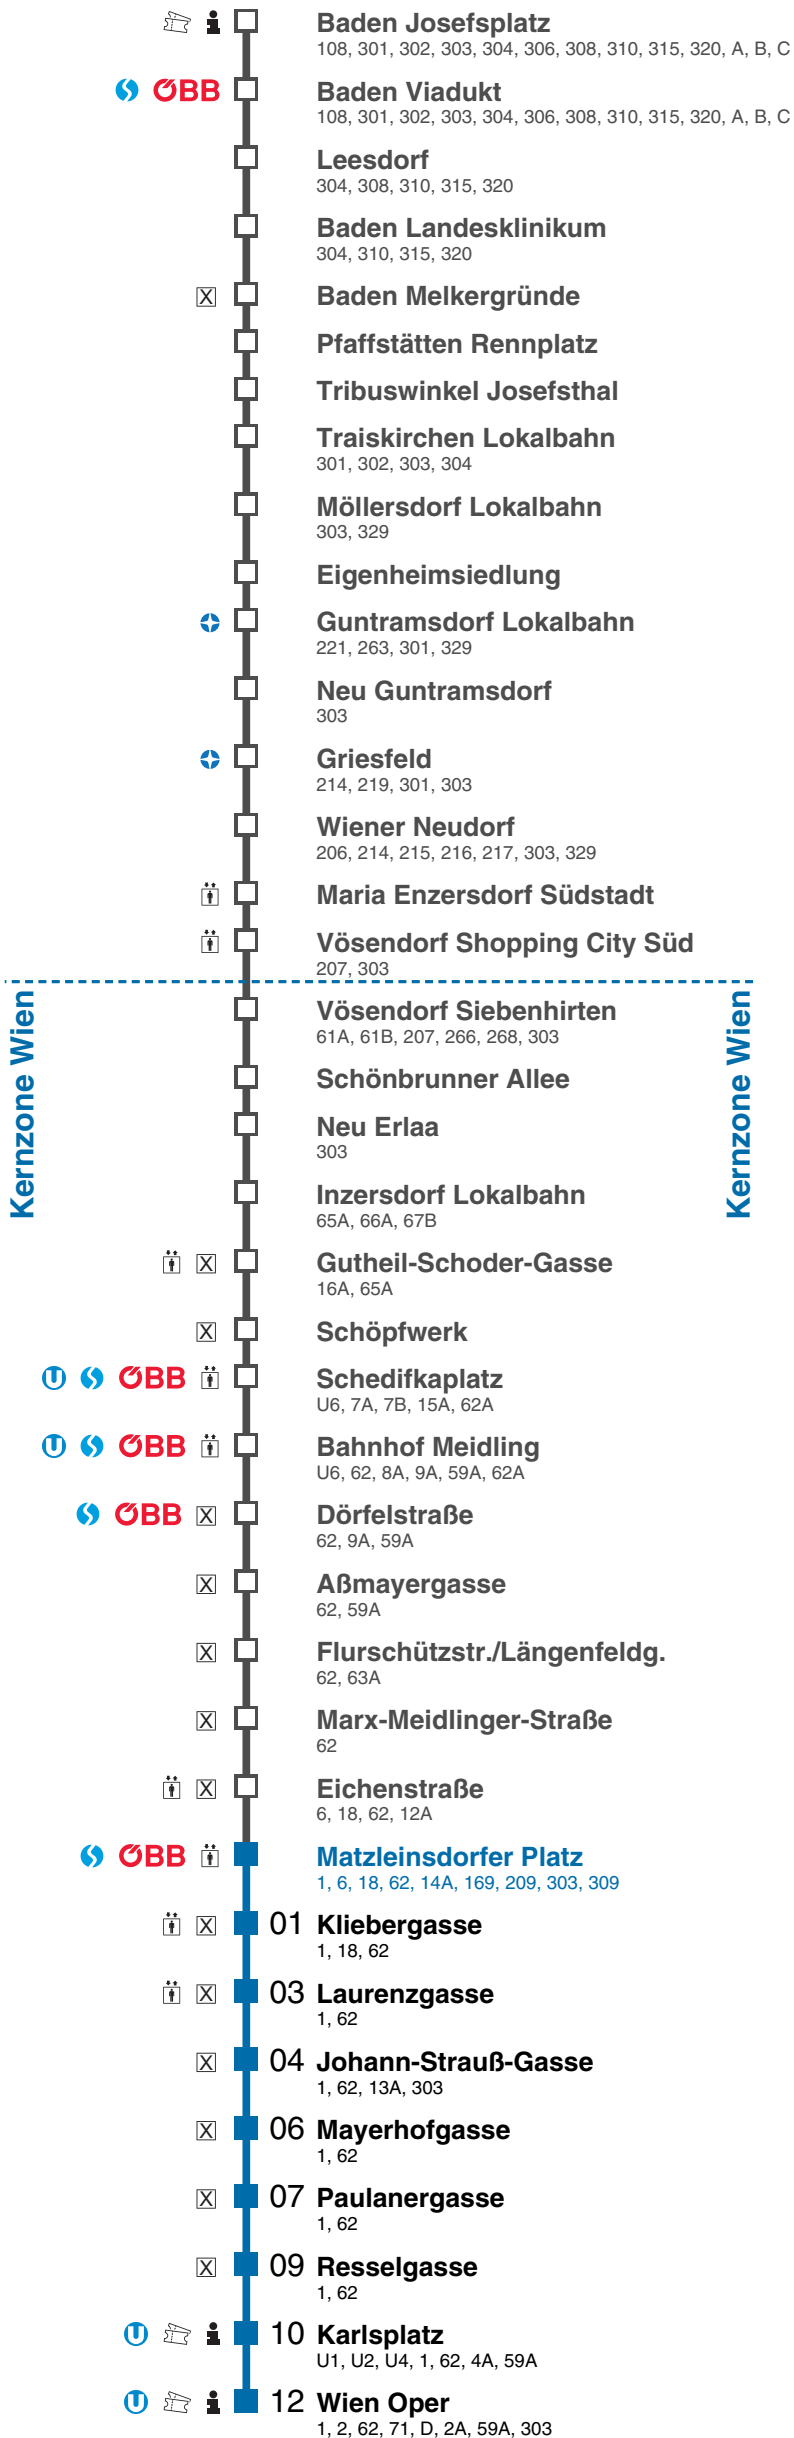 Baden Josefsplatz
108, 301, 302, 303, 304, 306, 308, 310, 315, 320, A, B, C
ÖBB Baden Viadukt
108, 301, 302, 303, 304, 306, 308, 310, 315, 320, A, B, C
Leesdorf
304, 308, 310, 315, 320
Baden Landesklinikum
304, 310, 315, 320
X Baden Melkergründe
Pfaffstätten Rennplatz
Tribuswinkel Josefsthal
Traiskirchen Lokalbahn
301, 302, 303, 304
Möllersdorf Lokalbahn
303, 329
Eigenheimsiedlung
Guntramsdorf Lokalbahn
221, 263, 301, 329
Neu Guntramsdorf
303
Griesfeld
214, 219, 301, 303
Wiener Neudorf
206, 214, 215, 216, 217, 303, 329
Maria Enzersdorf Südstadt
Vösendorf Shopping City Süd
207, 303
Kernzone Wien
Kernzone Wien
Vösendorf Siebenhirten
61A, 61B, 207, 266, 268, 303
Schönbrunner Allee
Neu Erlaa
303
Inzersdorf Lokalbahn
65A, 66A, 67B
X Gutheil-Schoder-Gasse
16A, 65A
X Schöpfwerk
U ÖBB Schedifkaplatz
U6, 7A, 7B, 15A, 62A
U ÖBB Bahnhof Meidling
U6, 62, 8A, 9A, 59A, 62A
ÖBB X Dörfelstraße
62, 9A, 59A
X Aßmayergasse
62, 59A
X Flurschützstr./Längenfeldg.
62, 63A
X Marx-Meidlinger-Straße
62
X Eichenstraße
6, 18, 62, 12A
ÖBB Matzleinsdorfer Platz
1, 6, 18, 62, 14A, 169, 209, 303, 309
X 01 Kliebergasse
1, 18, 62
X 03 Laurenzgasse
1, 62
X 04 Johann-Strauß-Gasse
1, 62, 13A, 303
X 06 Mayerhofgasse
1, 62
X 07 Paulanergasse
1, 62
X 09 Resselgasse
1, 62
U 10 Karlsplatz
U1, U2, U4, 1, 62, 4A, 59A
U 12 Wien Oper
1, 2, 62, 71, D, 2A, 59A, 303